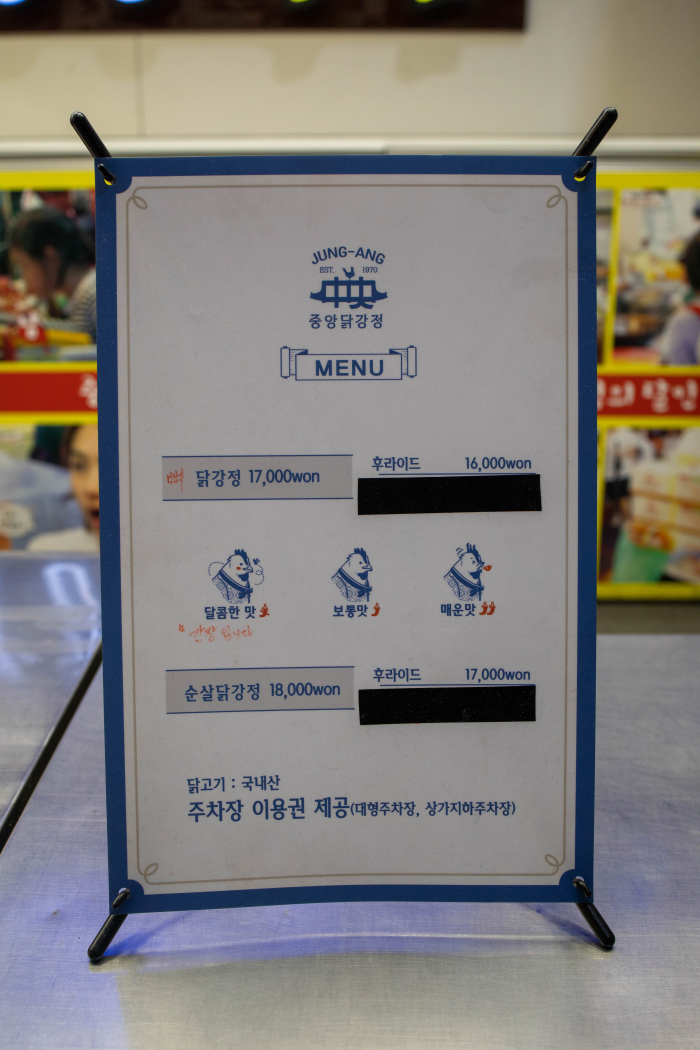 JUNG-ANG
EST. 1970
中央
중앙닭강정
MENU
뼈 닭강정 17,000won
후라이드 16,000won
달콤한 맛
보통맛
매운맛
순살닭강정 18,000won
후라이드 17,000won
닭고기 : 국내산
주차장 이용권 제공(대형주차장, 상가지하주차장)
의 달인